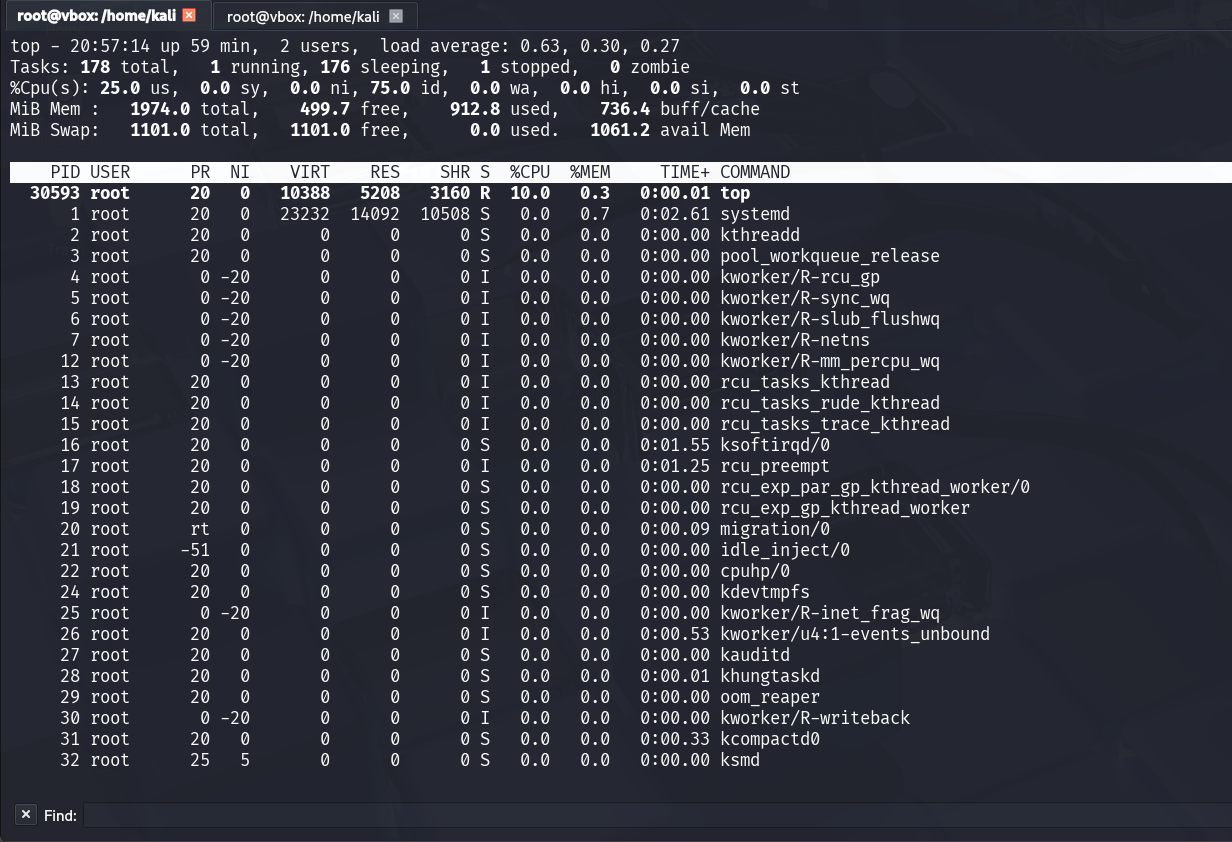 root@vbox: /home/kali root@vbox: /home/kali
top - 20:57:14 up 59 min,  2 users,  load average: 0.63, 0.30, 0.27
Tasks: 178 total,   1 running, 176 sleeping,   1 stopped,   0 zombie
%Cpu(s): 25.0 us,  0.0 sy,  0.0 ni, 75.0 id,  0.0 wa,  0.0 hi,  0.0 si,  0.0 st
MiB Mem :   1974.0 total,    499.7 free,    912.8 used,    736.4 buff/cache
MiB Swap:   1101.0 total,   1101.0 free,      0.0 used.   1061.2 avail Mem
PID USER PR NI VIRT RES SHR S %CPU %MEM TIME+ COMMAND
30593 root 20 0 10388 5208 3160 R 10.0 0.3 0:00.01 top
1 root 20 0 23232 14092 10508 S 0.0 0.7 0:02.61 systemd
2 root 20 0 0 0 0 S 0.0 0.0 0:00.00 kthreadd
3 root 20 0 0 0 0 S 0.0 0.0 0:00.00 pool_workqueue_release
4 root 0 -20 0 0 0 I 0.0 0.0 0:00.00 kworker/R-rcu_gp
5 root 0 -20 0 0 0 I 0.0 0.0 0:00.00 kworker/R-sync_wq
6 root 0 -20 0 0 0 I 0.0 0.0 0:00.00 kworker/R-slub_flushwq
7 root 0 -20 0 0 0 I 0.0 0.0 0:00.00 kworker/R-netns
12 root 0 -20 0 0 0 I 0.0 0.0 0:00.00 kworker/R-mm_percpu_wq
13 root 20 0 0 0 0 I 0.0 0.0 0:00.00 rcu_tasks_kthread
14 root 20 0 0 0 0 I 0.0 0.0 0:00.00 rcu_tasks_rude_kthread
15 root 20 0 0 0 0 I 0.0 0.0 0:00.00 rcu_tasks_trace_kthread
16 root 20 0 0 0 0 S 0.0 0.0 0:01.55 ksoftirqd/0
17 root 20 0 0 0 0 I 0.0 0.0 0:01.25 rcu_preempt
18 root 20 0 0 0 0 S 0.0 0.0 0:00.00 rcu_exp_par_gp_kthread_worker/0
19 root 20 0 0 0 0 S 0.0 0.0 0:00.00 rcu_exp_gp_kthread_worker
20 root rt 0 0 0 0 S 0.0 0.0 0:00.09 migration/0
21 root -51 0 0 0 0 S 0.0 0.0 0:00.00 idle_inject/0
22 root 20 0 0 0 0 S 0.0 0.0 0:00.00 cpuhp/0
24 root 20 0 0 0 0 S 0.0 0.0 0:00.00 kdevtmpfs
25 root 0 -20 0 0 0 I 0.0 0.0 0:00.00 kworker/R-inet_frag_wq
26 root 20 0 0 0 0 I 0.0 0.0 0:00.53 kworker/u4:1-events_unbound
27 root 20 0 0 0 0 S 0.0 0.0 0:00.00 kauditd
28 root 20 0 0 0 0 S 0.0 0.0 0:00.01 khungtaskd
29 root 20 0 0 0 0 S 0.0 0.0 0:00.00 oom_reaper
30 root 0 -20 0 0 0 I 0.0 0.0 0:00.00 kworker/R-writeback
31 root 20 0 0 0 0 S 0.0 0.0 0:00.33 kcompactd0
32 root 25 5 0 0 0 S 0.0 0.0 0:00.00 ksmd
Find: